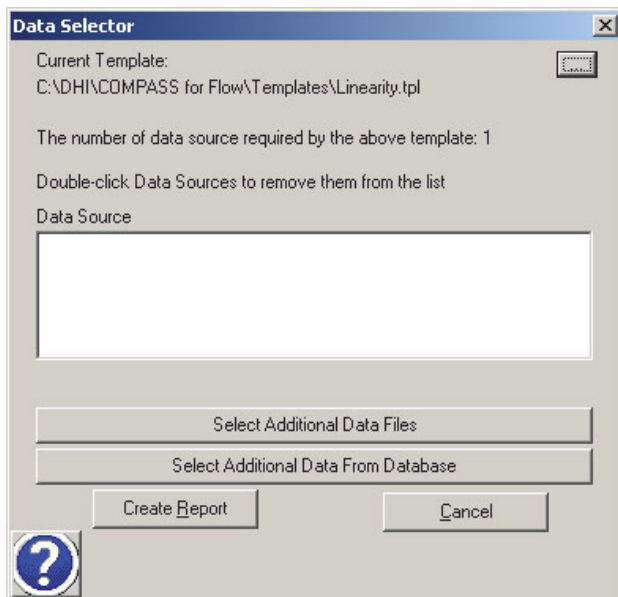 Data Selector
Current Template:
C:\DHI\COMPASS for Flow\Templates\Linearity.tpl
The number of data source required by the above template: 1
Double-click Data Sources to remove them from the list
Data Source
Select Additional Data Files
Select Additional Data From Database
Create Report
Cancel